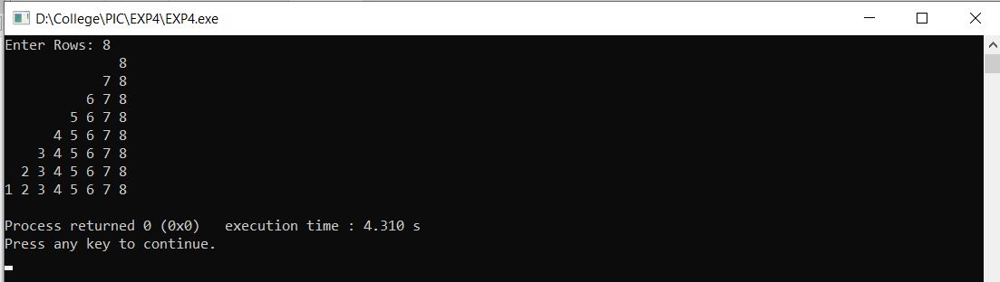 D:\College\PIC\EXP4\EXP4.exe
Enter Rows: 8
              8
            7 8
          6 7 8
        5 6 7 8
      4 5 6 7 8
    3 4 5 6 7 8
  2 3 4 5 6 7 8
1 2 3 4 5 6 7 8
Process returned 0 (0x0)   execution time : 4.310 s
Press any key to continue.